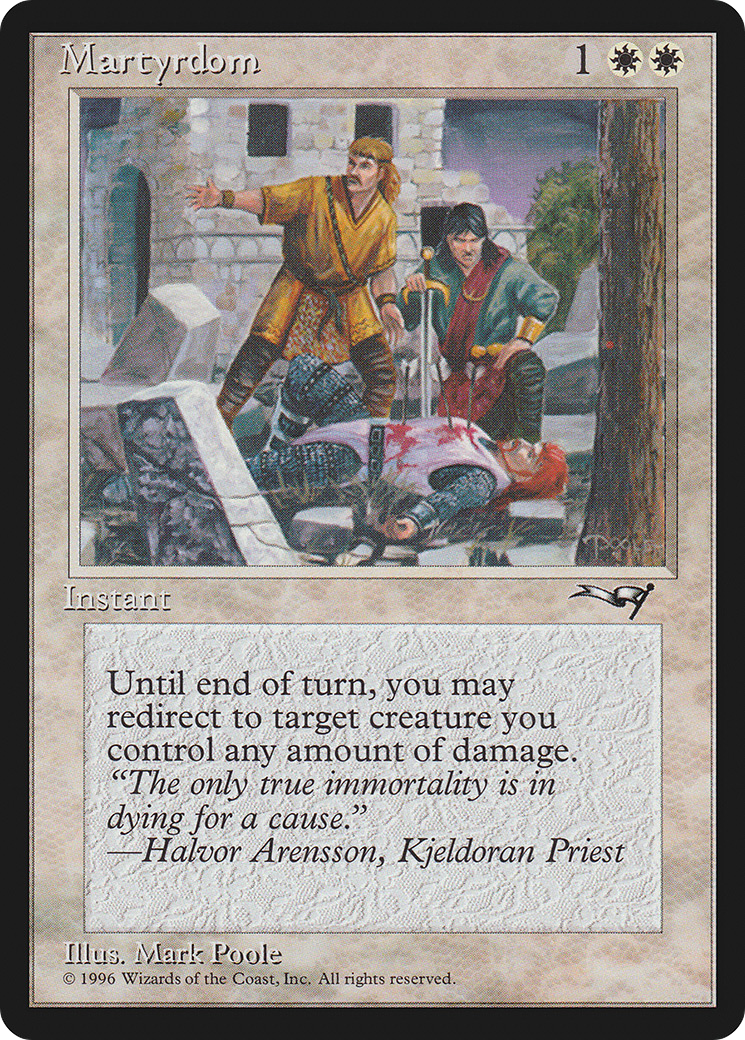 Martyrdom 1
POOLE
Instant
Until end of turn, you may
redirect to target creature you
control any amount of damage.
“The only true immortality is in
dying for a cause.”
—Halvor Arensson, Kjeldoran Priest
Illus. Mark Poole
© 1996 Wizards of the Coast, Inc. All rights reserved.